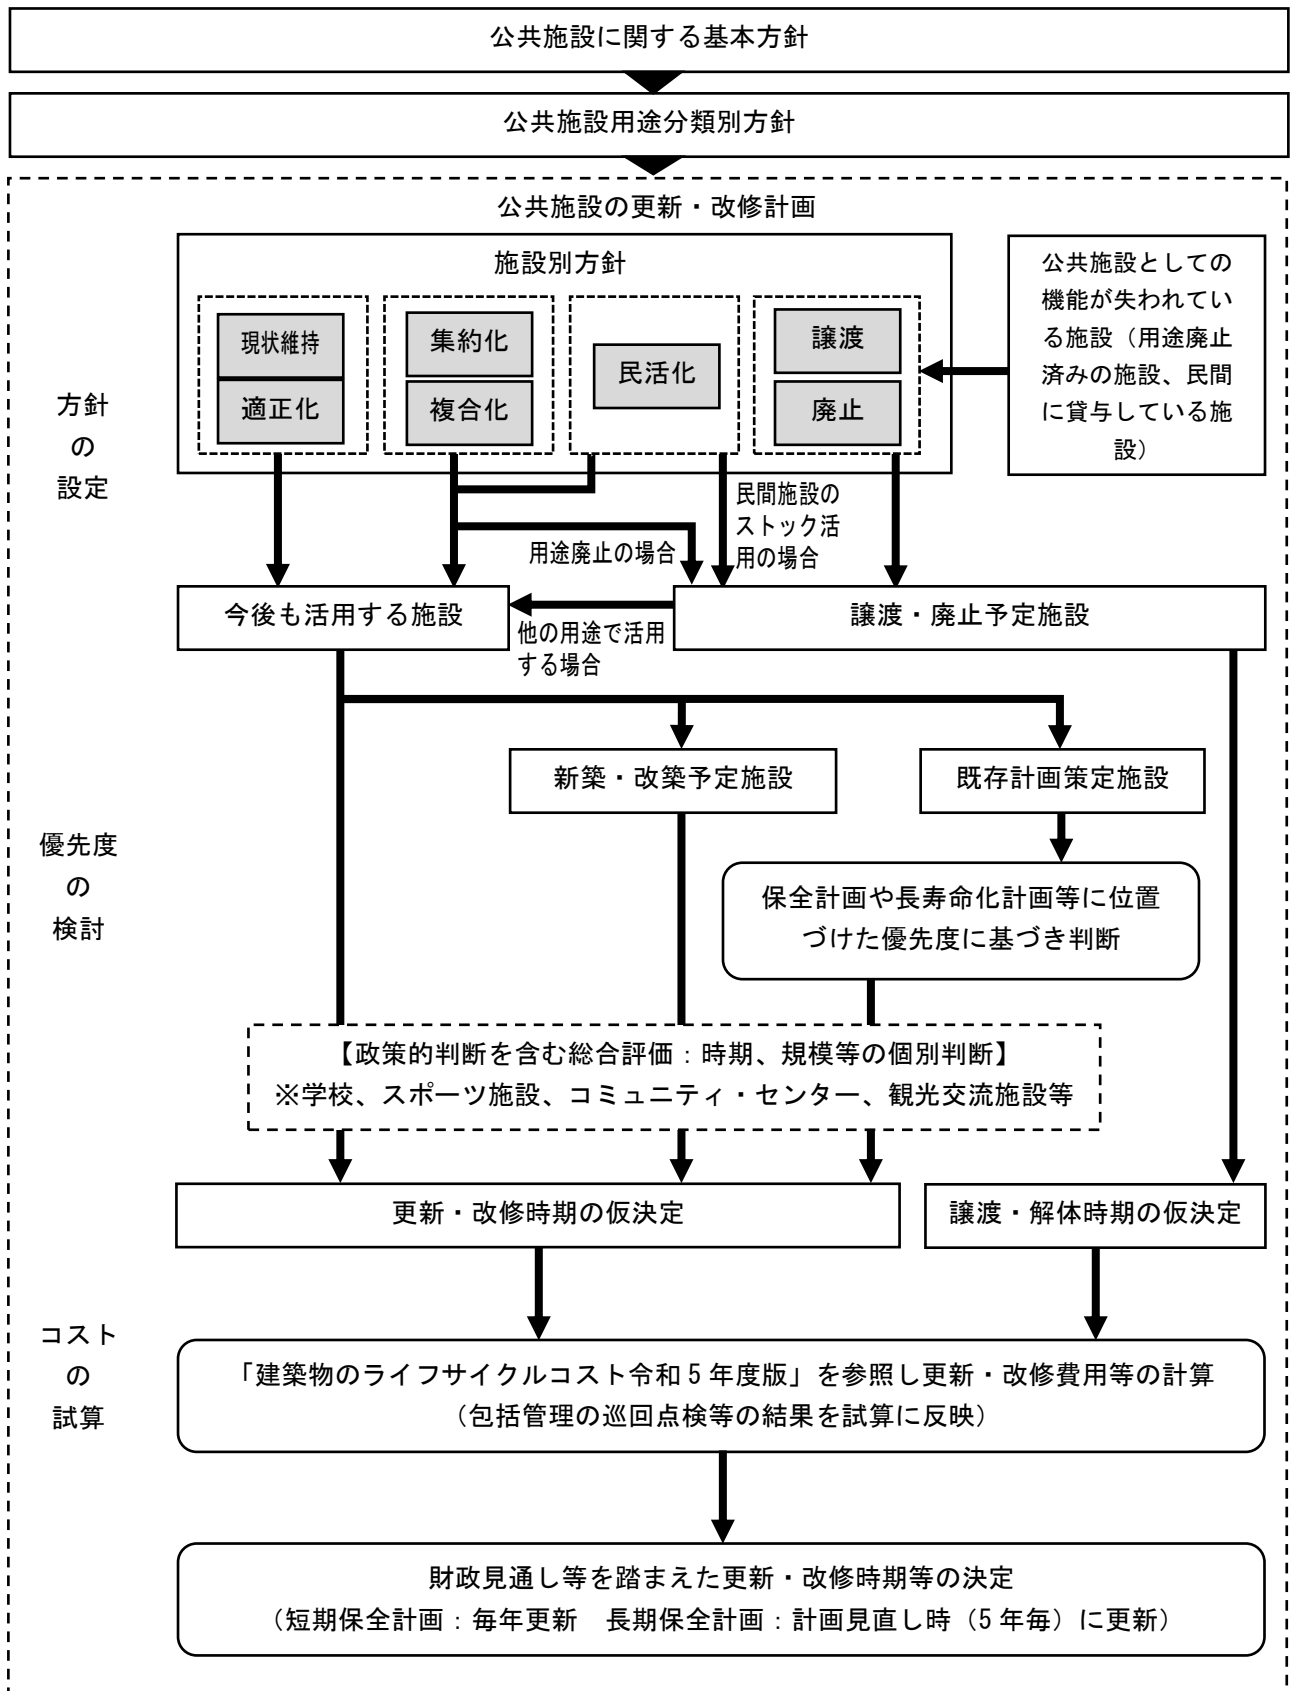 公共施設に関する基本方針
公共施設用途分類別方針
公共施設の更新・改修計画
施設別方針
現状維持
適正化
集約化
複合化
民活化
譲渡
廃止
公共施設としての
機能が失われてい
る施設（用途廃止
済みの施設、民間
に貸与している施
設）
方針
の
設定
民間施設の
ストック活
用の場合
用途廃止の場合
今後も活用する施設
譲渡・廃止予定施設
他の用途で活用
する場合
新築・改築予定施設
既存計画策定施設
優先度
の
検討
保全計画や長寿命化計画等に位置
づけた優先度に基づき判断
【政策的判断を含む総合評価：時期、規模等の個別判断】
※学校、スポーツ施設、コミュニティ・センター、観光交流施設等
更新・改修時期の仮決定
譲渡・解体時期の仮決定
コスト
の
試算
「建築物のライフサイクルコスト令和５年度版」を参照し更新・改修費用等の計算
（包括管理の巡回点検等の結果を試算に反映）
財政見通し等を踏まえた更新・改修時期等の決定
（短期保全計画：毎年更新　長期保全計画：計画見直し時（５年毎）に更新）